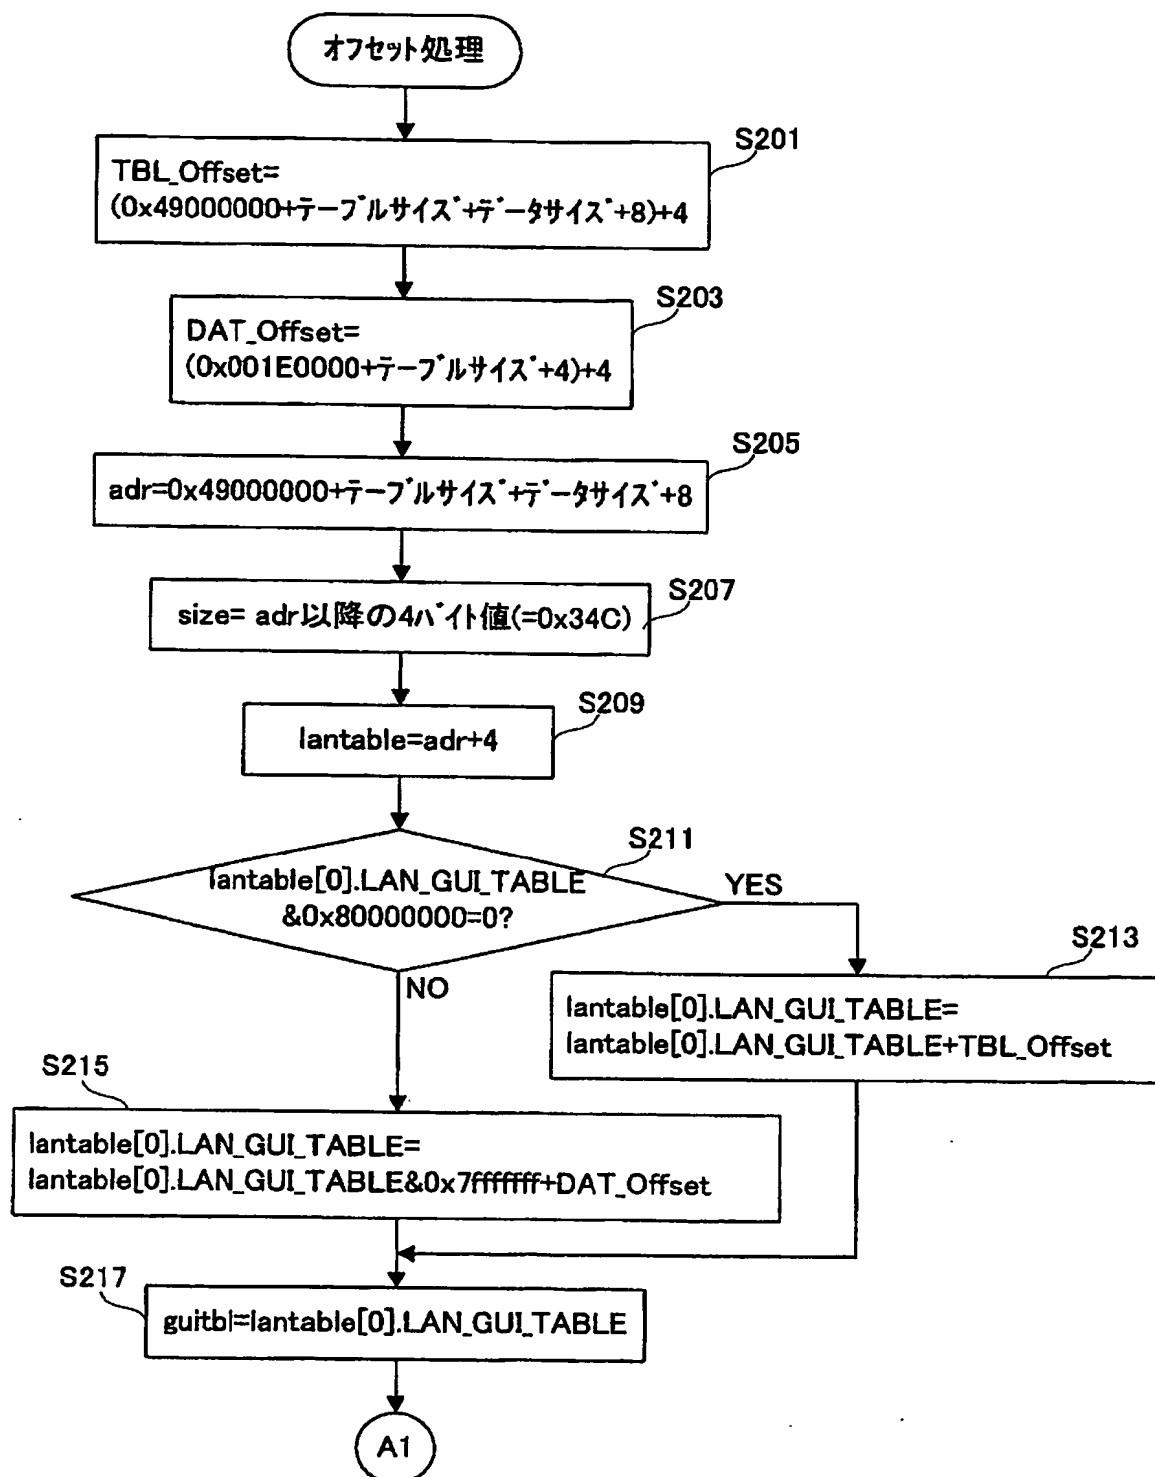 オフセット処理
S201
TBL_Offset=
(0x49000000+テーブルサイズ+データサイズ+8)+4
S203
DAT_Offset=
(0x001E0000+テーブルサイズ+4)+4
S205
adr=0x49000000+テーブルサイズ+データサイズ+8
S207
size= adr以降の4バイト値(=0x34C)
S209
lantable=adr+4
S211
lantable[0].LAN_GUI_TABLE
&0x80000000=0?
YES
NO
S213
lantable[0].LAN_GUI_TABLE=
lantable[0].LAN_GUI_TABLE+TBL_Offset
S215
lantable[0].LAN_GUI_TABLE=
lantable[0].LAN_GUI_TABLE&0x7fffffff+DAT_Offset
S217
guitbl=lantable[0].LAN_GUI_TABLE
A1